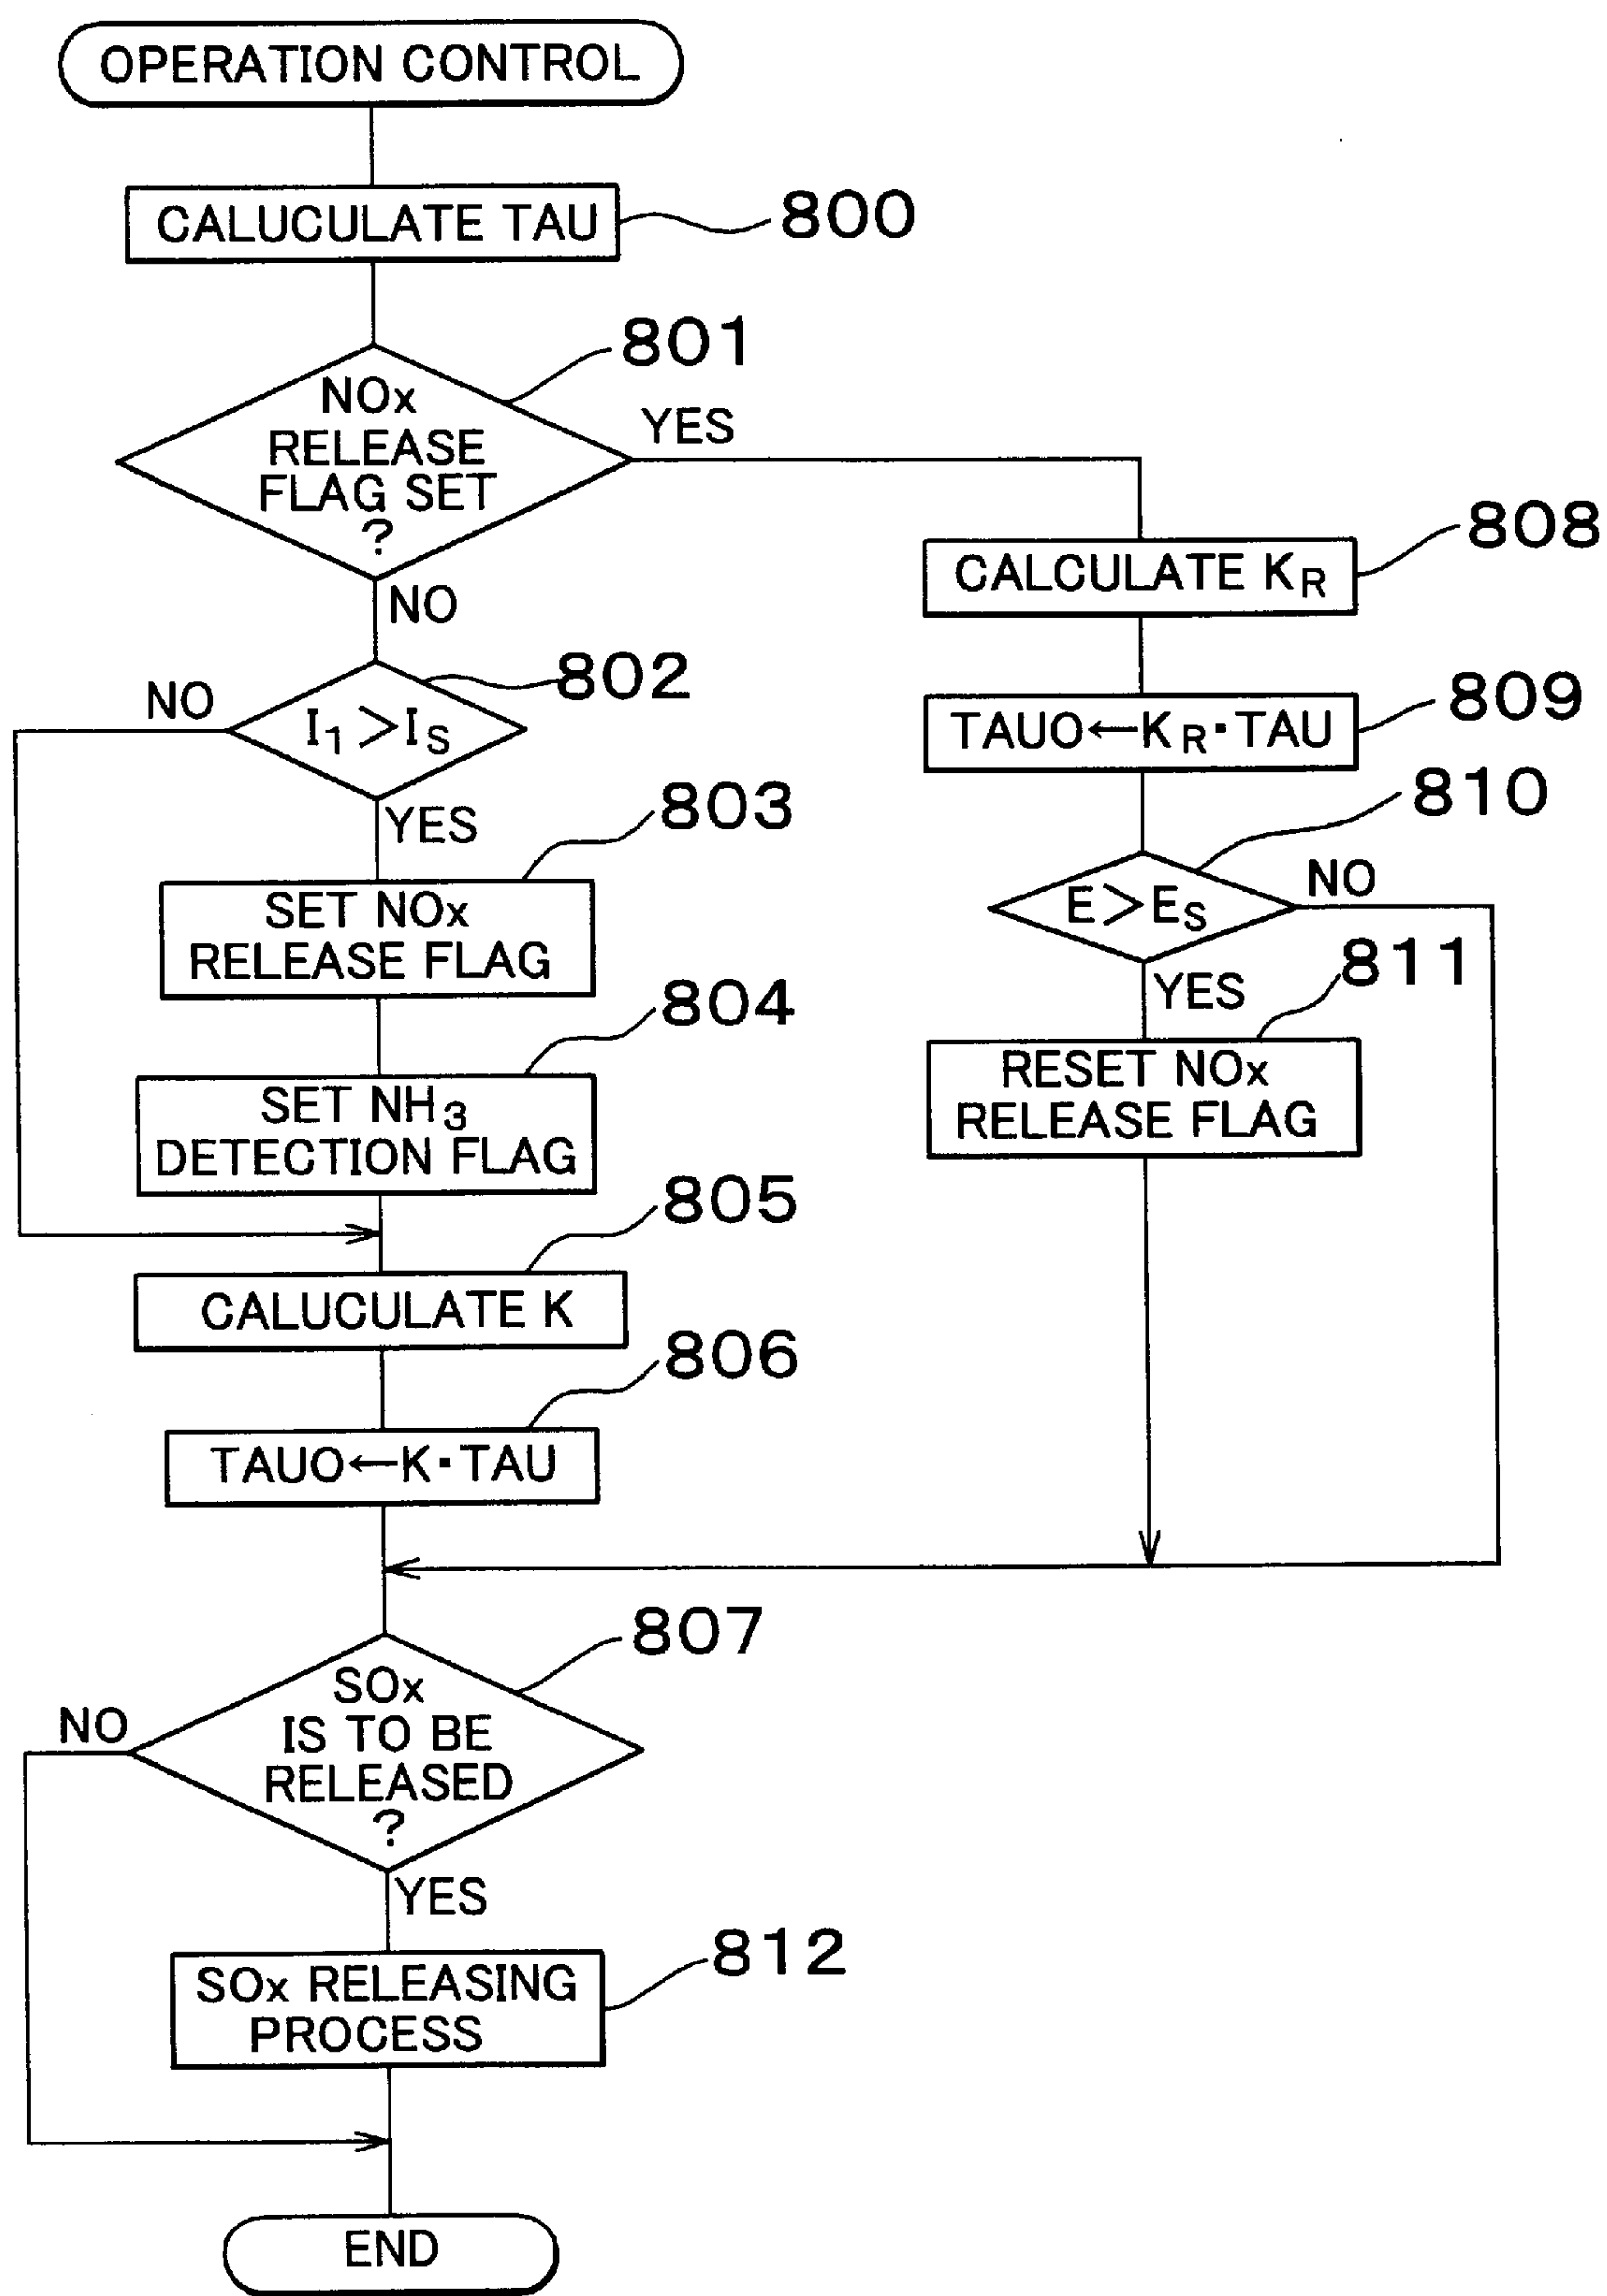 OPERATION CONTROL
CALUCULATE TAU
800
801
NOx
RELEASE
FLAG SET
?
YES
NO
802
NO
I1 > IS
YES
803
SET NOx
RELEASE FLAG
804
SET NH3
DETECTION FLAG
805
CALUCULATE K
806
TAUO←K·TAU
808
CALCULATE KR
809
TAUO←KR·TAU
810
E > ES
NO
YES
811
RESET NOx
RELEASE FLAG
807
SOx
IS TO BE
RELEASED
?
NO
YES
812
SOx RELEASING
PROCESS
END